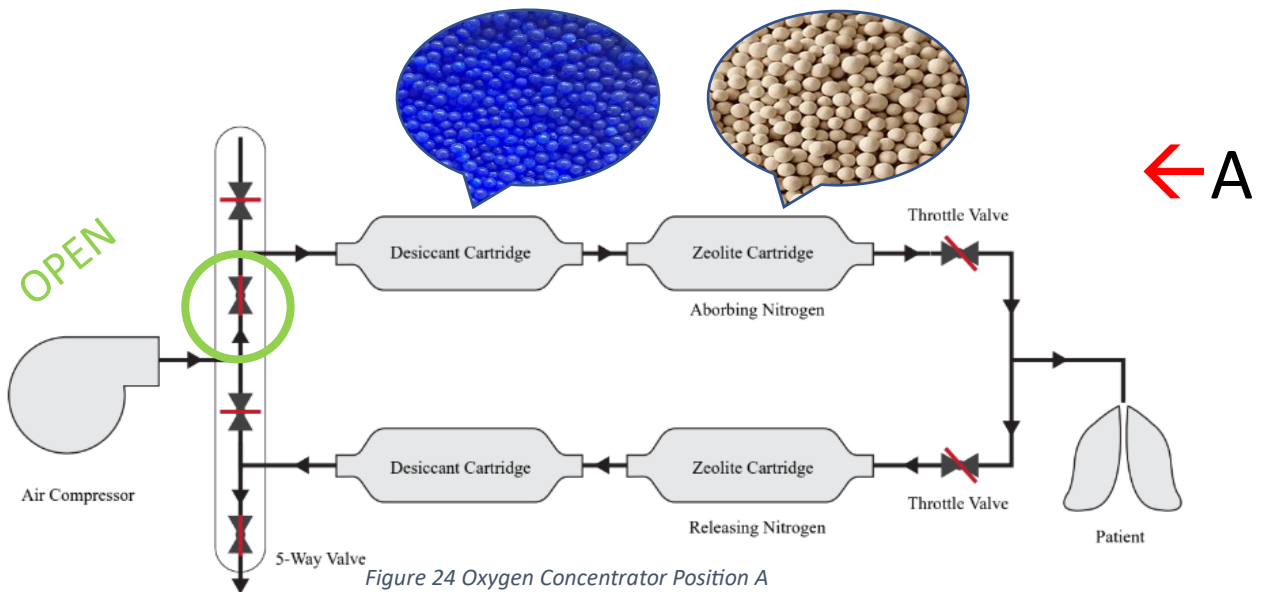 ← A
Throttle Valve
OPEN
Desiccant Cartridge
Zeolite Cartridge
Aborbing Nitrogen
Desiccant Cartridge
Zeolite Cartridge
Air Compressor
Throttle Valve
Releasing Nitrogen
Patient
5-Way Valve
Figure 24 Oxygen Concentrator Position A